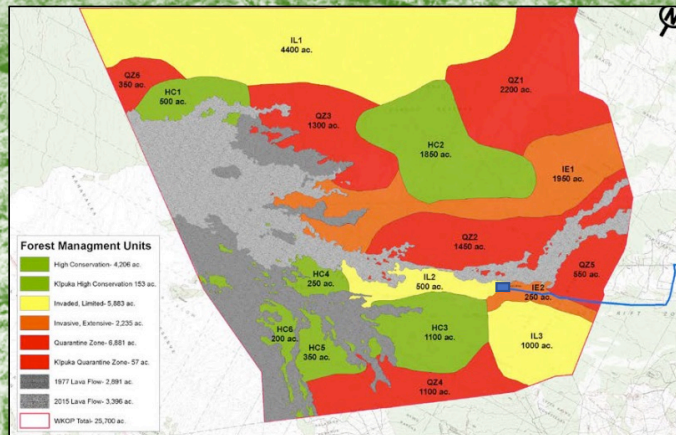 N
IL1
4400 ac.
QZ6
350 ac.
HC1
500 ac.
QZ1
2200 ac.
QZ3
1300 ac.
HC2
1850 ac.
IE1
1950 ac.
QZ2
1450 ac.
QZ5
550 ac.
HC4
250 ac.
IL2
500 ac.
IE2
250 ac.
HC6
200 ac.
HC5
350 ac.
HC3
1100 ac.
IL3
1000 ac.
QZ4
1100 ac.
Forest Managment Units
High Conservation- 4,206 ac.
Kīpuka High Conservation 153 ac.
Invaded, Limited- 5,883 ac.
Invasive, Extensive- 2,235 ac.
Quarantine Zone- 6,881 ac.
Kīpuka Quarantine Zone- 57 ac.
1977 Lava Flow- 2,891 ac.
2015 Lava Flow- 3,396 ac.
WKOP Total- 25,700 ac.